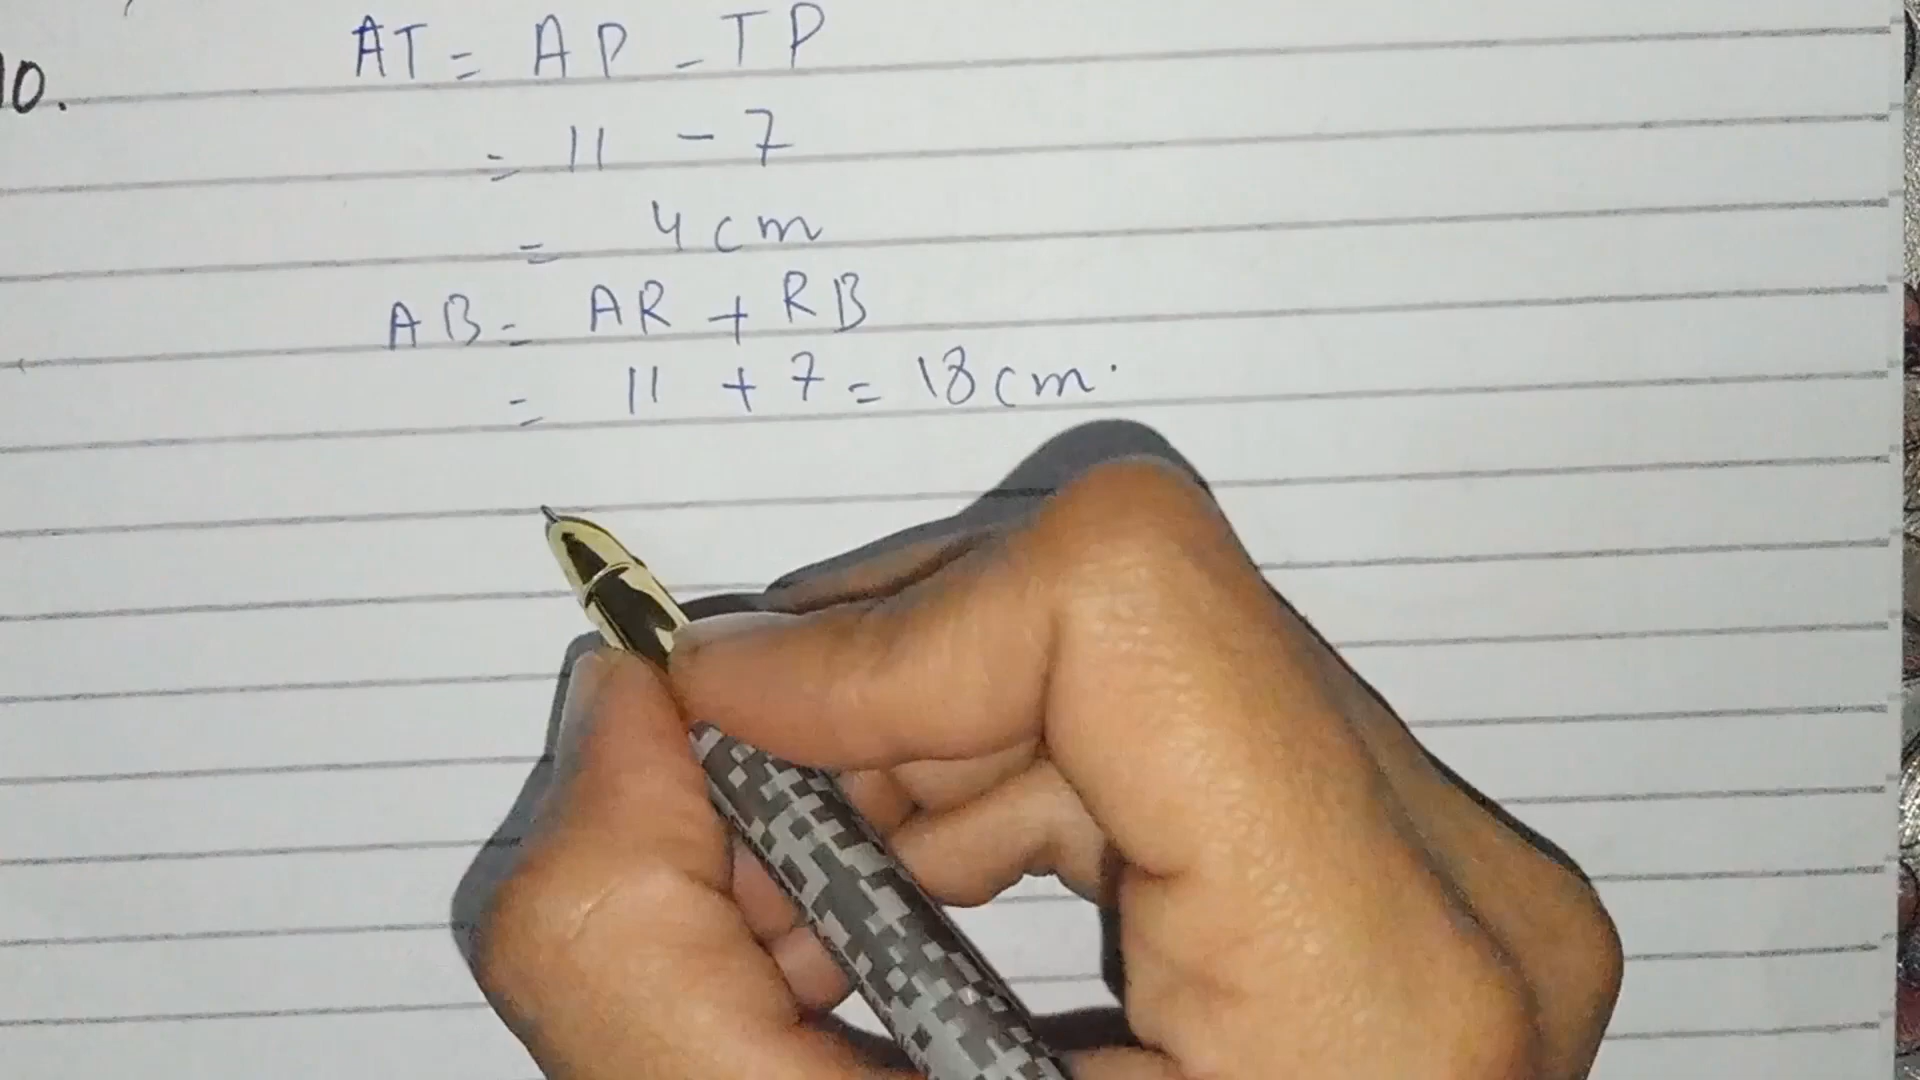 10.
AT = AP - TP
= 11 - 7
= 4 cm
AB = AR + RB
= 11 + 7 = 18 cm.